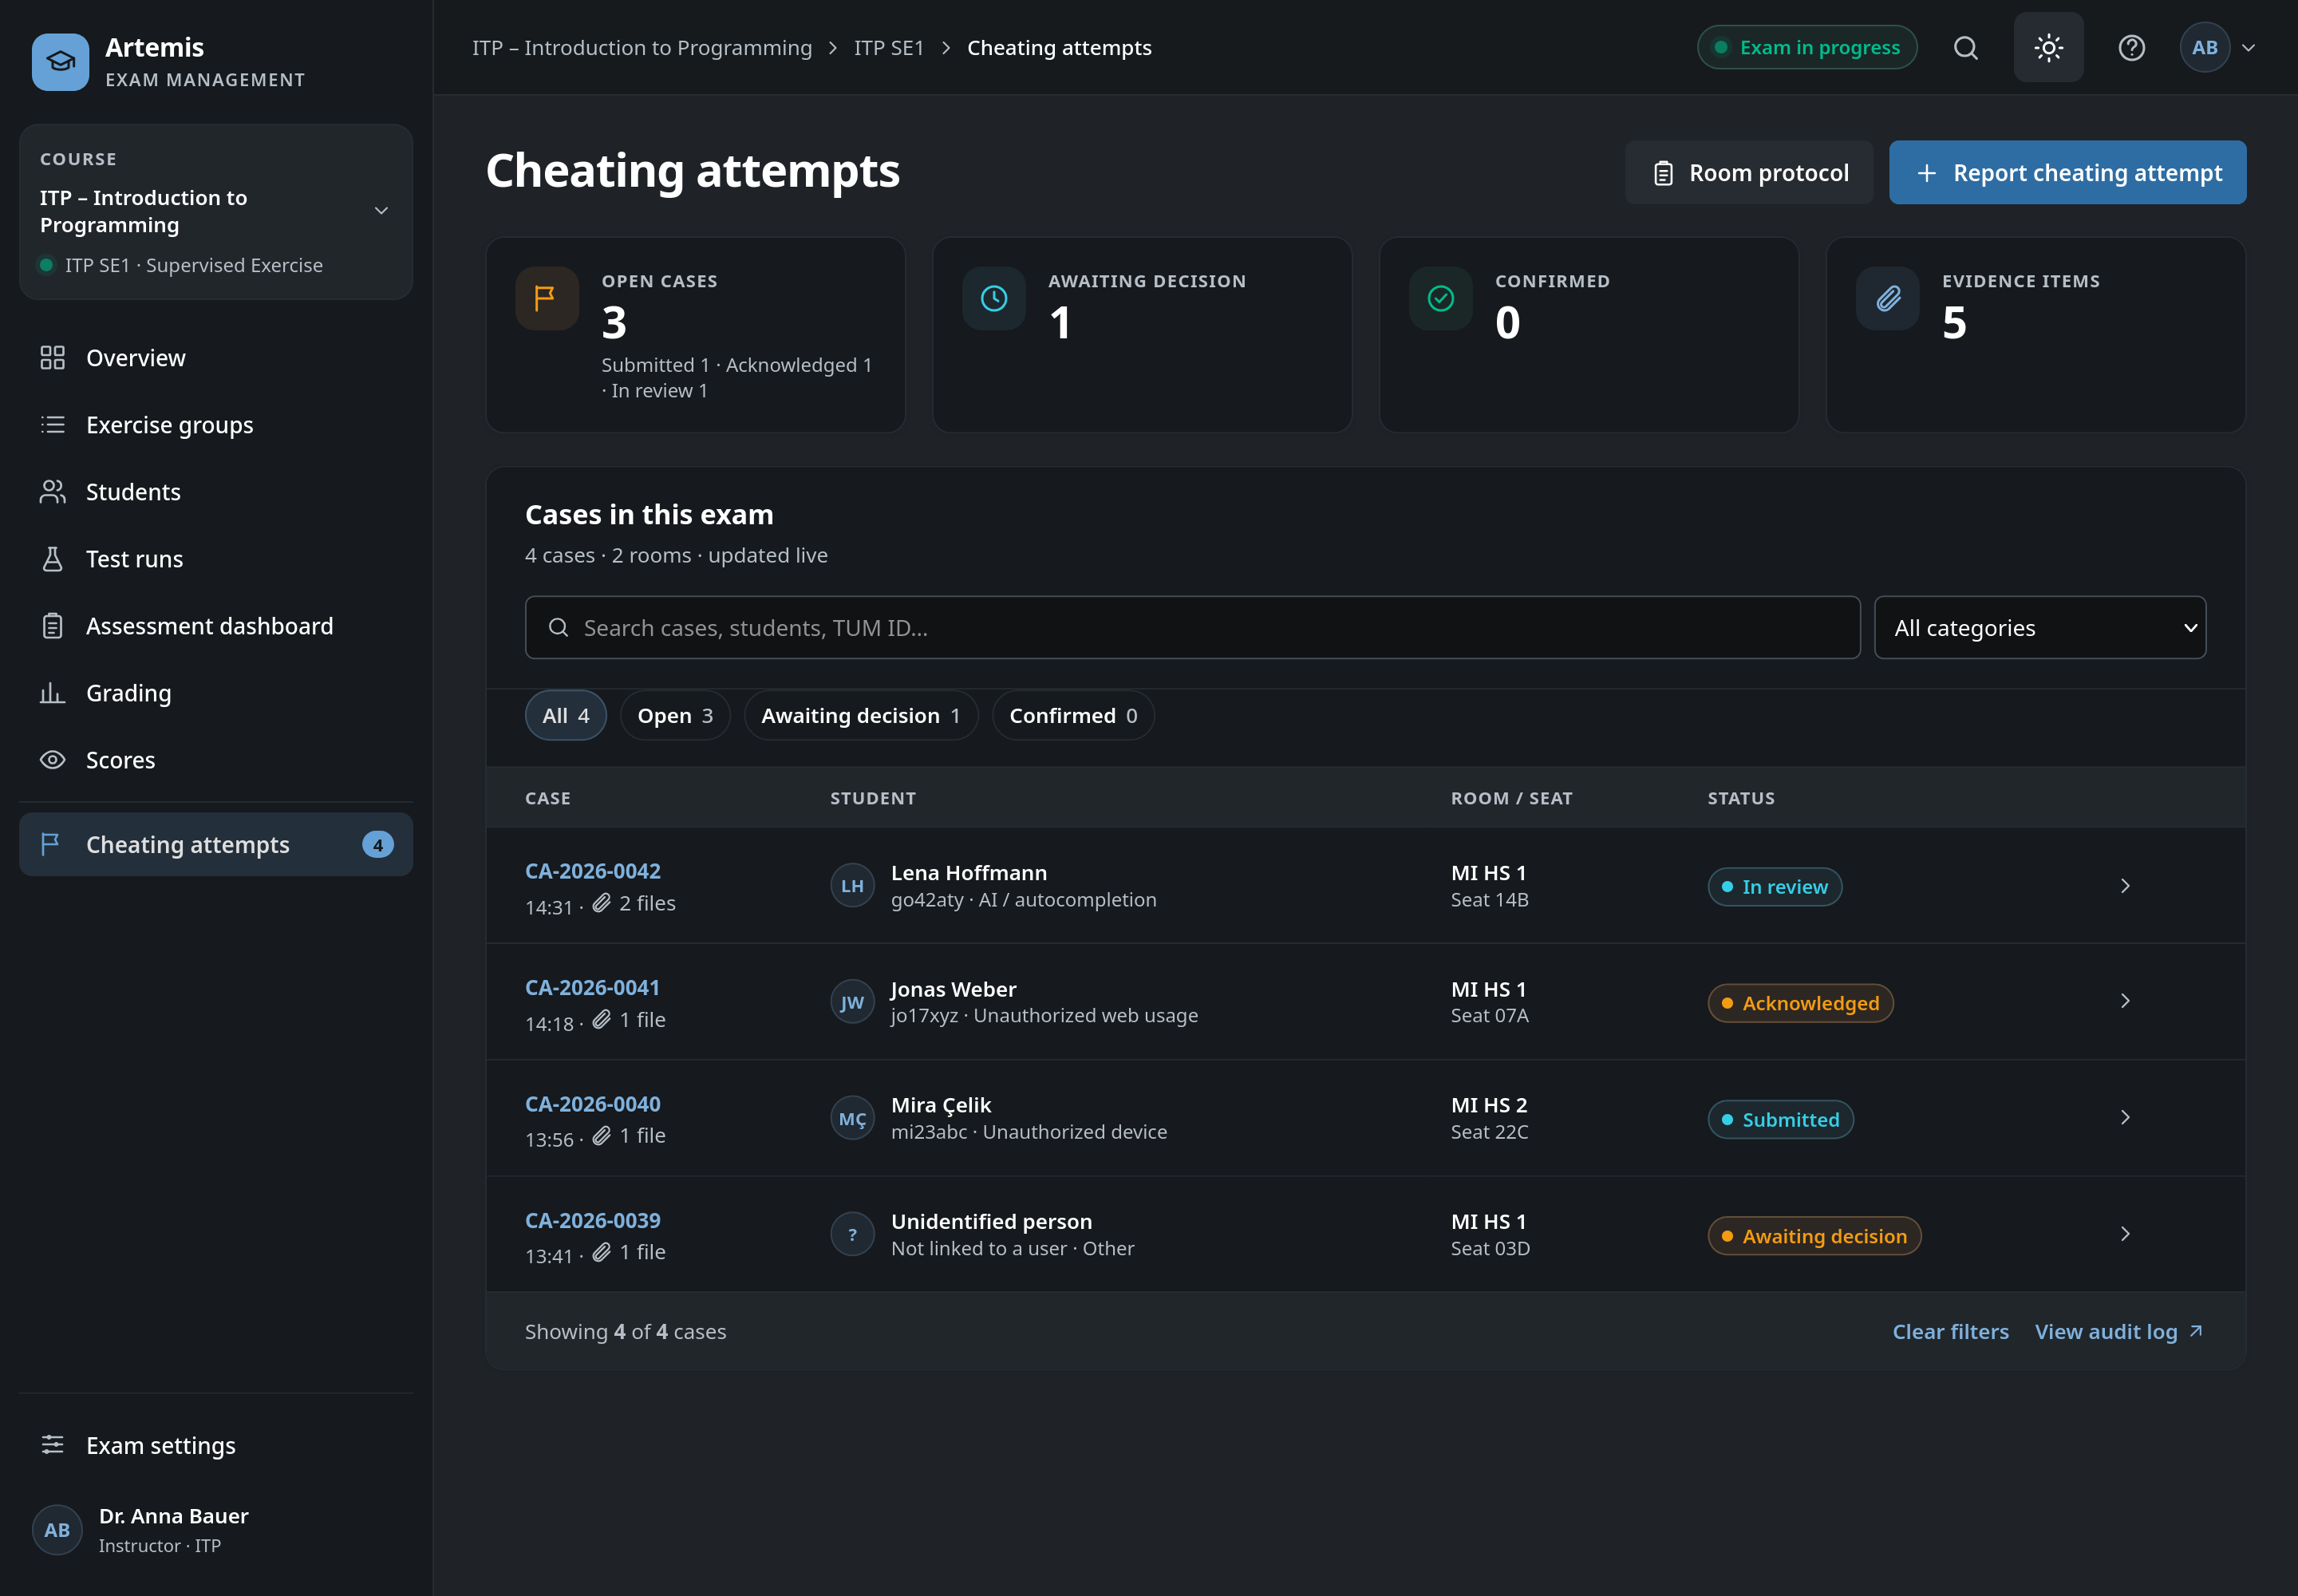 Artemis
EXAM MANAGEMENT
COURSE
ITP – Introduction to
Programming
ITP SE1 · Supervised Exercise
Overview
Exercise groups
Students
Test runs
Assessment dashboard
Grading
Scores
Cheating attempts 4
Exam settings
AB
Dr. Anna Bauer
Instructor · ITP
ITP – Introduction to Programming > ITP SE1 > Cheating attempts
Exam in progress
AB
Cheating attempts
Room protocol
Report cheating attempt
OPEN CASES
3
Submitted 1 · Acknowledged 1
· In review 1
AWAITING DECISION
1
CONFIRMED
0
EVIDENCE ITEMS
5
Cases in this exam
4 cases · 2 rooms · updated live
Search cases, students, TUM ID...
All categories
All 4
Open 3
Awaiting decision 1
Confirmed 0
CASE STUDENT ROOM / SEAT STATUS
CA-2026-0042
14:31 · 2 files
LH
Lena Hoffmann
go42aty · AI / autocompletion
MI HS 1
Seat 14B
In review
CA-2026-0041
14:18 · 1 file
JW
Jonas Weber
jo17xyz · Unauthorized web usage
MI HS 1
Seat 07A
Acknowledged
CA-2026-0040
13:56 · 1 file
MÇ
Mira Çelik
mi23abc · Unauthorized device
MI HS 2
Seat 22C
Submitted
CA-2026-0039
13:41 · 1 file
?
Unidentified person
Not linked to a user · Other
MI HS 1
Seat 03D
Awaiting decision
Showing 4 of 4 cases
Clear filters
View audit log